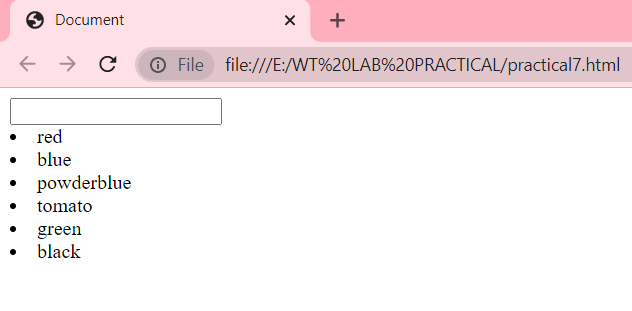 Document
File file:///E:/WT%20LAB%20PRACTICAL/practical7.html
red
blue
powderblue
tomato
green
black